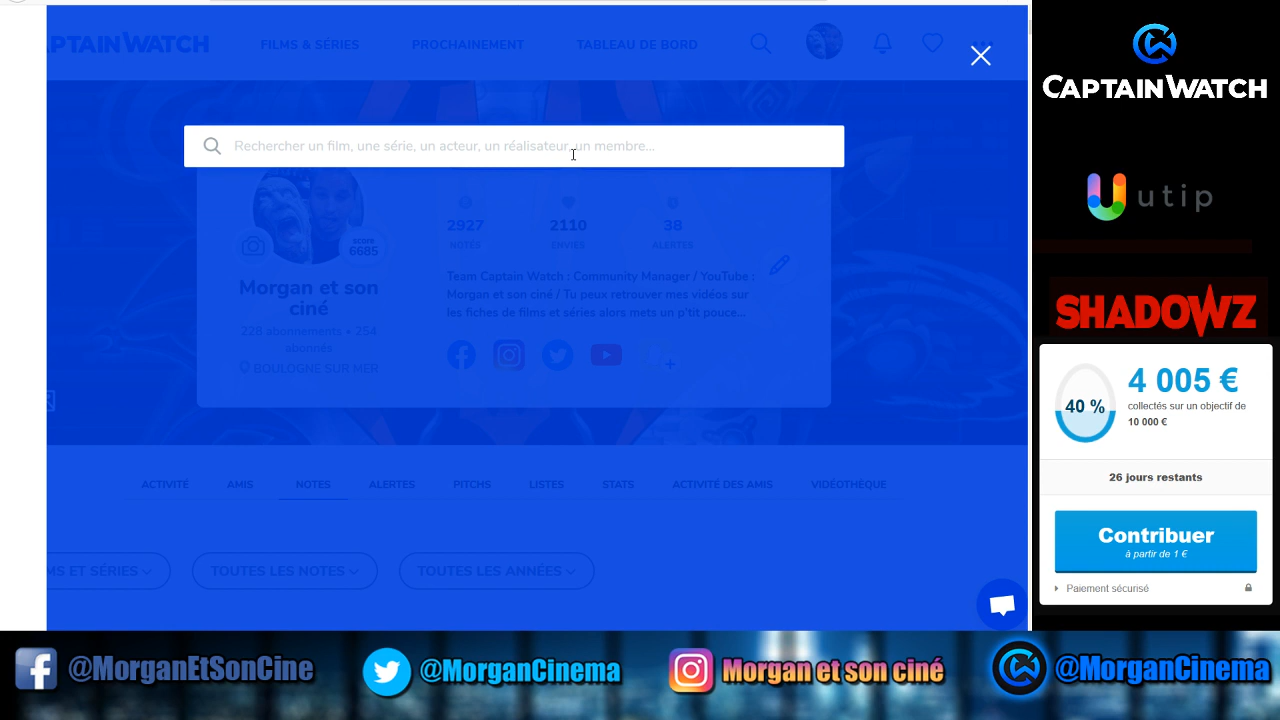 PTAINWATCH
FILMS & SÉRIES
PROCHAINEMENT
TABLEAU DE BORD
Rechercher un film, une série, un acteur, un réalisateur, un membre...
score
6685
Morgan et son
ciné
228 abonnements • 254
abonnés
BOULOGNE SUR MER
2927
NOTES
2110
ENVIES
38
ALERTES
Team Captain Watch : Community Manager / YouTube :
Morgan et son ciné / Tu peux retrouver mes vidéos sur
les fiches de films et séries alors mets un p'tit pouce...
ACTIVITÉ
AMIS
NOTES
ALERTES
PITCHS
LISTES
STATS
ACTIVITÉ DES AMIS
VIDÉOTHÈQUE
MS ET SÉRIES
TOUTES LES NOTES
TOUTES LES ANNÉES
CAPTAINWATCH
utip
SHADOWZ
40 %
4 005 €
collectés sur un objectif de
10 000 €
26 jours restants
Contribuer
à partir de 1 €
Paiement sécurisé
@MorganEtSonCine
@MorganCinema
Morgan et son ciné
@MorganCinema